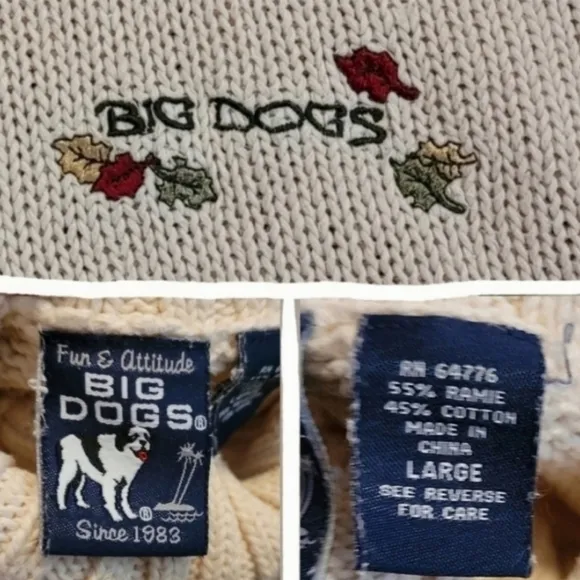 BIG DOGS
Fun & Attitude
BIG
DOGS®
Since 1983
RN 64776
55% RAMIE
45% COTTON
MADE IN
CHINA
LARGE
SEE REVERSE
FOR CARE